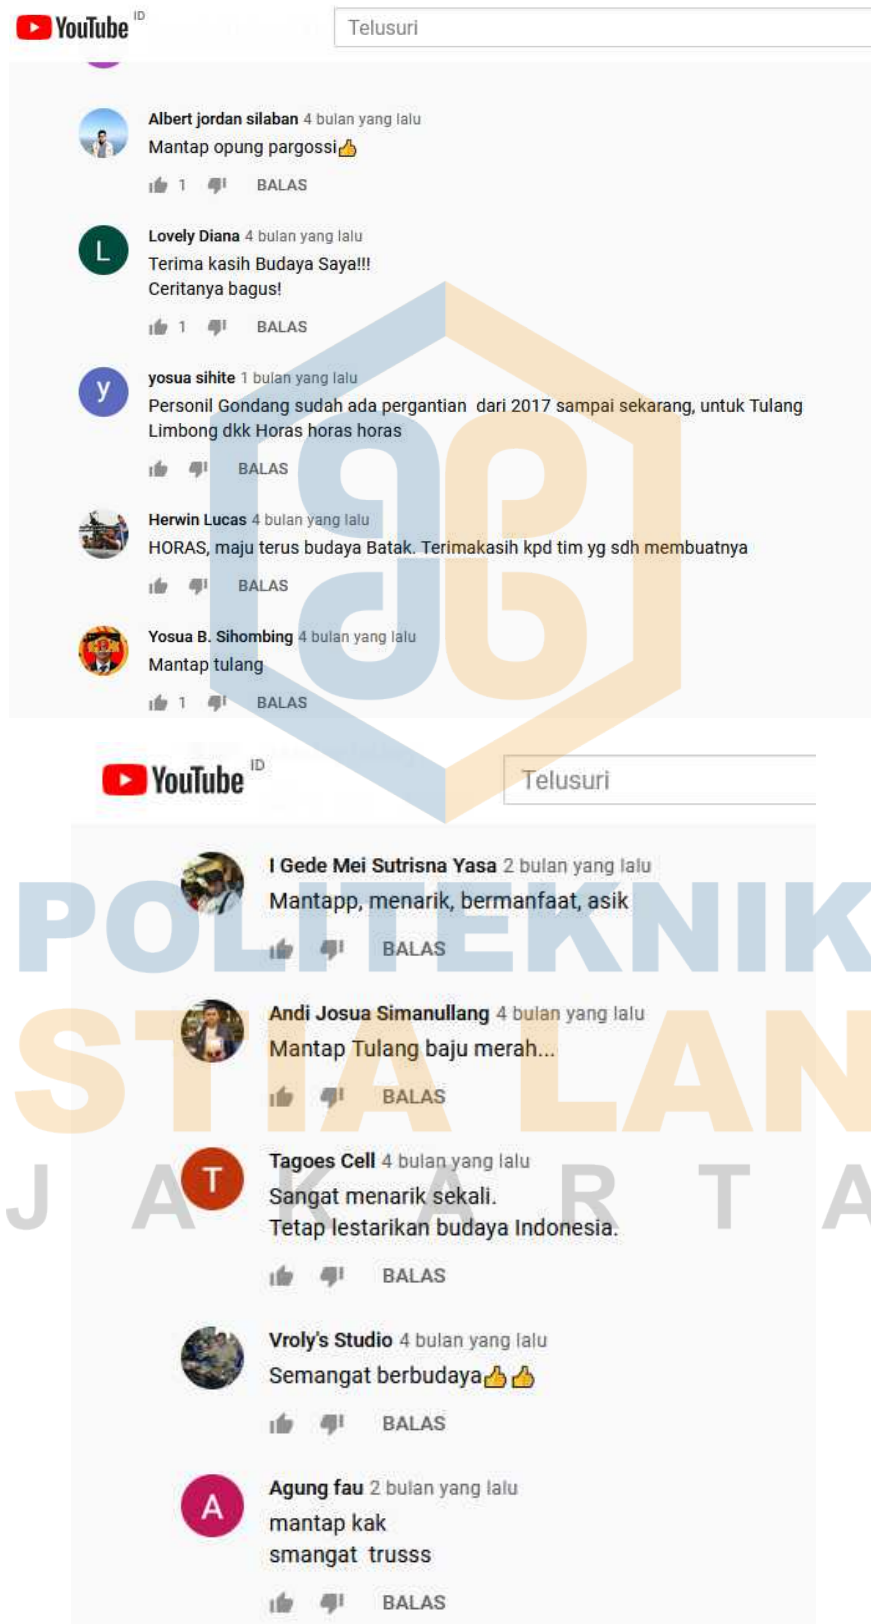 YouTube ID
Telusuri
Albert jordan silaban 4 bulan yang lalu
Mantap opung pargossi👍
1 BALAS
L
Lovely Diana 4 bulan yang lalu
Terima kasih Budaya Saya!!!
Ceritanya bagus!
1 BALAS
y
yosua sihite 1 bulan yang lalu
Personil Gondang sudah ada pergantian dari 2017 sampai sekarang, untuk Tulang
Limbong dkk Horas horas horas
BALAS
Herwin Lucas 4 bulan yang lalu
HORAS, maju terus budaya Batak. Terimakasih kpd tim yg sdh membuatnya
BALAS
Yosua B. Sihombing 4 bulan yang lalu
Mantap tulang
1 BALAS
YouTube ID
Telusuri
I Gede Mei Sutrisna Yasa 2 bulan yang lalu
Mantapp, menarik, bermanfaat, asik
BALAS
POLITEKNIK
Andi Josua Simanullang 4 bulan yang lalu
Mantap Tulang baju merah...
BALAS
STIA LAN
T
Tagoes Cell 4 bulan yang lalu
Sangat menarik sekali.
Tetap lestarikan budaya Indonesia.
BALAS
JAKARTA
Vroly's Studio 4 bulan yang lalu
Semangat berbudaya👍👍
BALAS
A
Agung fau 2 bulan yang lalu
mantap kak
smangat trusss
BALAS